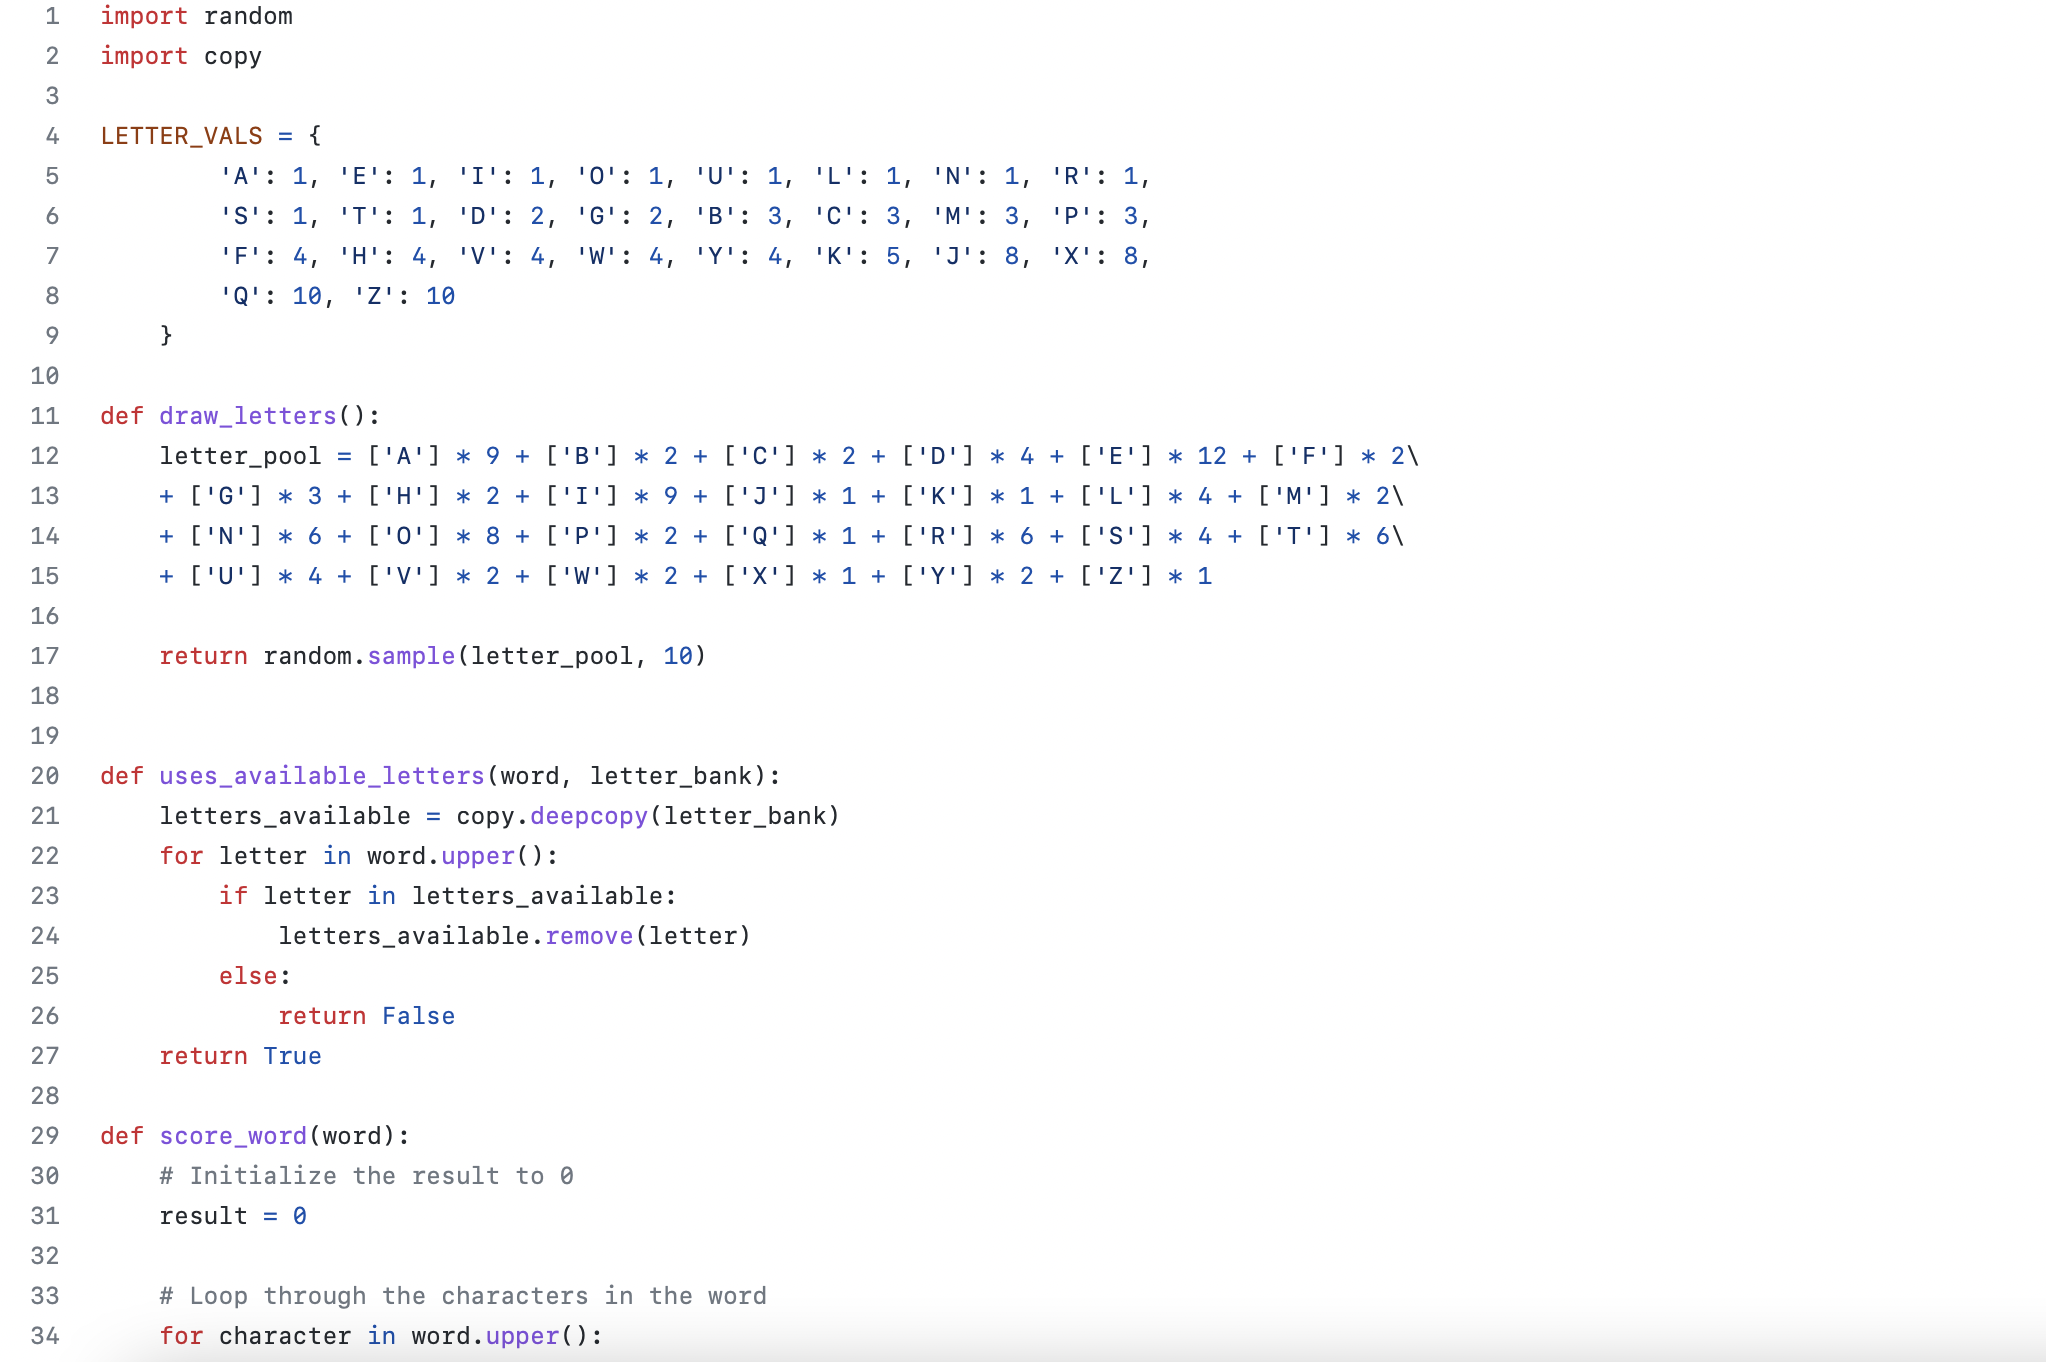 1 import random
2 import copy
3
4 LETTER_VALS = {
5         'A': 1, 'E': 1, 'I': 1, 'O': 1, 'U': 1, 'L': 1, 'N': 1, 'R': 1,
6         'S': 1, 'T': 1, 'D': 2, 'G': 2, 'B': 3, 'C': 3, 'M': 3, 'P': 3,
7         'F': 4, 'H': 4, 'V': 4, 'W': 4, 'Y': 4, 'K': 5, 'J': 8, 'X': 8,
8         'Q': 10, 'Z': 10
9     }
10
11 def draw_letters():
12     letter_pool = ['A'] * 9 + ['B'] * 2 + ['C'] * 2 + ['D'] * 4 + ['E'] * 12 + ['F'] * 2\
13     + ['G'] * 3 + ['H'] * 2 + ['I'] * 9 + ['J'] * 1 + ['K'] * 1 + ['L'] * 4 + ['M'] * 2\
14     + ['N'] * 6 + ['O'] * 8 + ['P'] * 2 + ['Q'] * 1 + ['R'] * 6 + ['S'] * 4 + ['T'] * 6\
15     + ['U'] * 4 + ['V'] * 2 + ['W'] * 2 + ['X'] * 1 + ['Y'] * 2 + ['Z'] * 1
16
17     return random.sample(letter_pool, 10)
18
19
20 def uses_available_letters(word, letter_bank):
21     letters_available = copy.deepcopy(letter_bank)
22     for letter in word.upper():
23         if letter in letters_available:
24             letters_available.remove(letter)
25         else:
26             return False
27     return True
28
29 def score_word(word):
30     # Initialize the result to 0
31     result = 0
32
33     # Loop through the characters in the word
34     for character in word.upper():